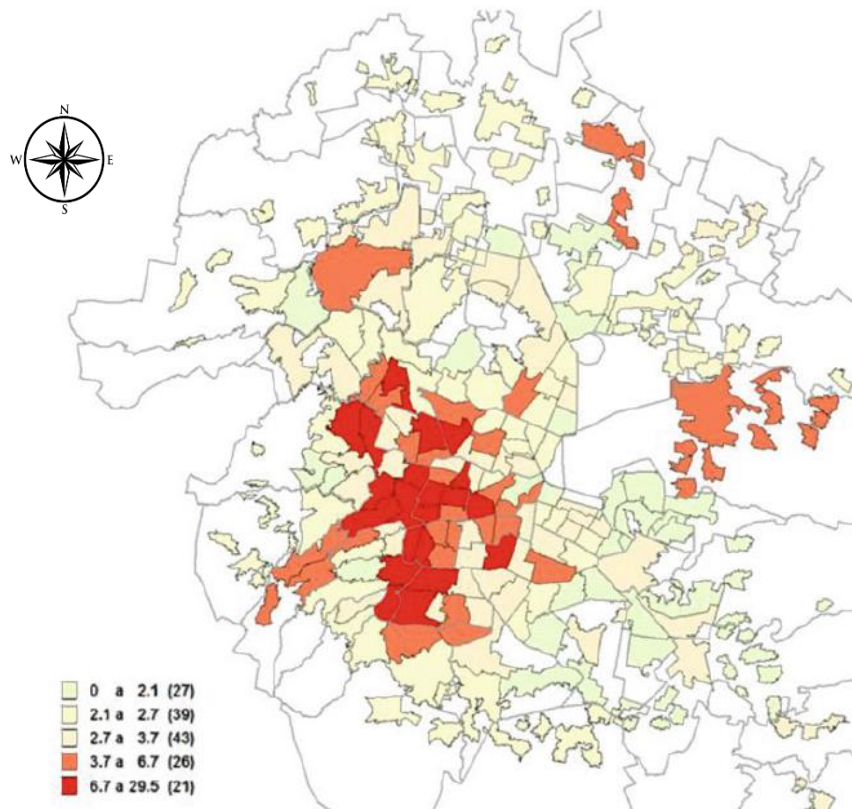 N
W E
S
0 a 2.1 (27)
2.1 a 2.7 (39)
2.7 a 3.7 (43)
3.7 a 6.7 (26)
6.7 a 29.5 (21)